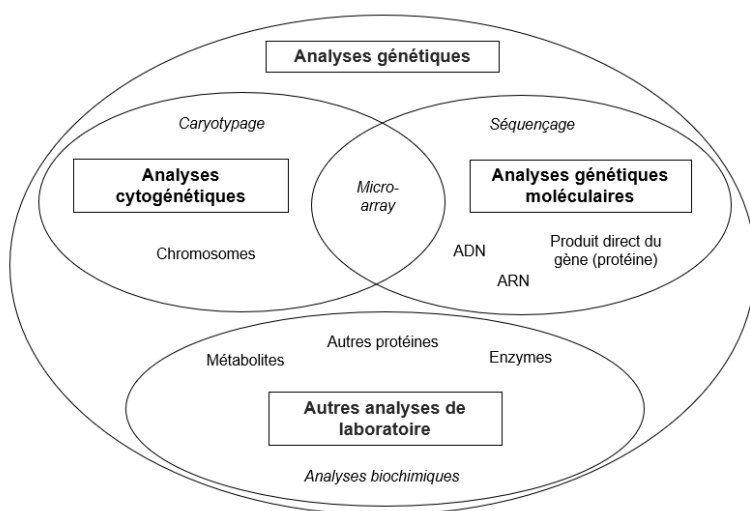 Analyses génétiques
Caryotypage
Séquençage
Analyses
cytogénétiques
Micro-
array
Analyses génétiques
moléculaires
Chromosomes
ADN
ARN
Produit direct du
gène (protéine)
Métabolites
Autres protéines
Enzymes
Autres analyses de
laboratoire
Analyses biochimiques